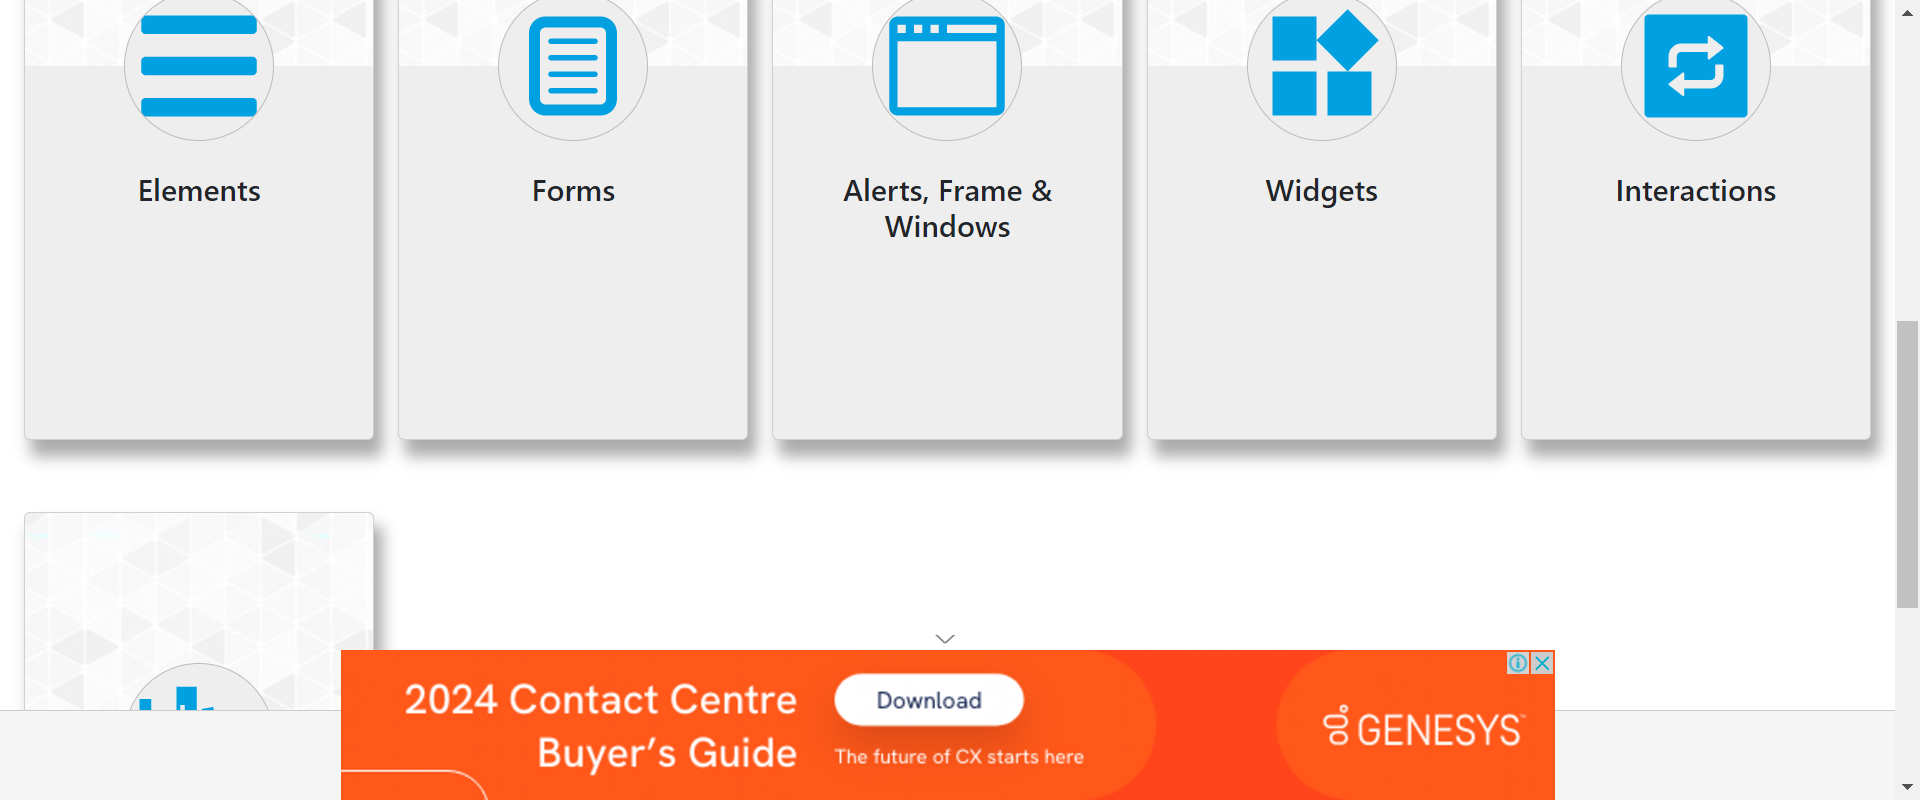 Elements
Forms
Alerts, Frame &
Windows
Widgets
Interactions
2024 Contact Centre
Buyer's Guide
Download
The future of CX starts here
GENESYS™